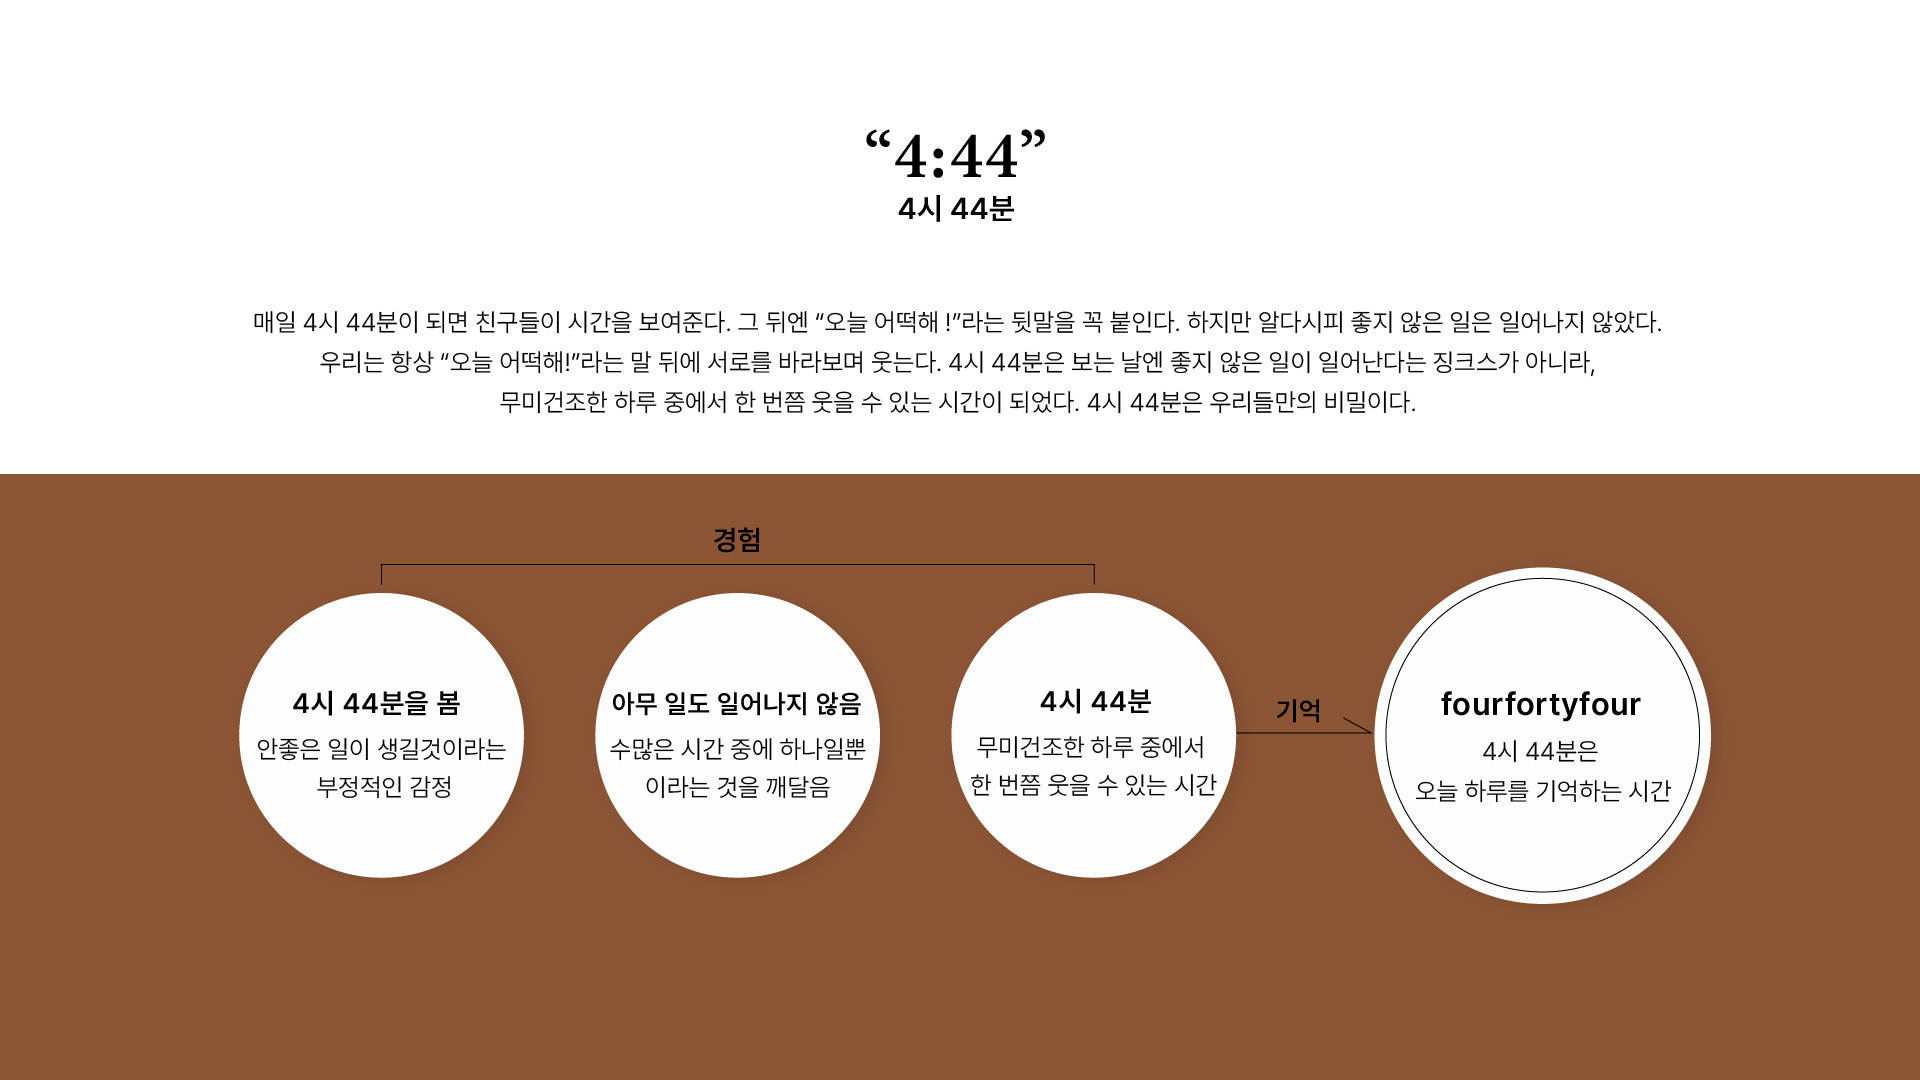 “4:44”
4시 44분
매일 4시 44분이 되면 친구들이 시간을 보여준다. 그 뒤엔 “오늘 어떡해 !”라는 뒷말을 꼭 붙인다. 하지만 알다시피 좋지 않은 일은 일어나지 않았다.
우리는 항상 “오늘 어떡해!”라는 말 뒤에 서로를 바라보며 웃는다. 4시 44분은 보는 날엔 좋지 않은 일이 일어난다는 징크스가 아니라,
무미건조한 하루 중에서 한 번쯤 웃을 수 있는 시간이 되었다. 4시 44분은 우리들만의 비밀이다.
경험
4시 44분을 봄
안좋은 일이 생길것이라는
부정적인 감정
아무 일도 일어나지 않음
수많은 시간 중에 하나일뿐
이라는 것을 깨달음
4시 44분
무미건조한 하루 중에서
한 번쯤 웃을 수 있는 시간
기억
fourfortyfour
4시 44분은
오늘 하루를 기억하는 시간